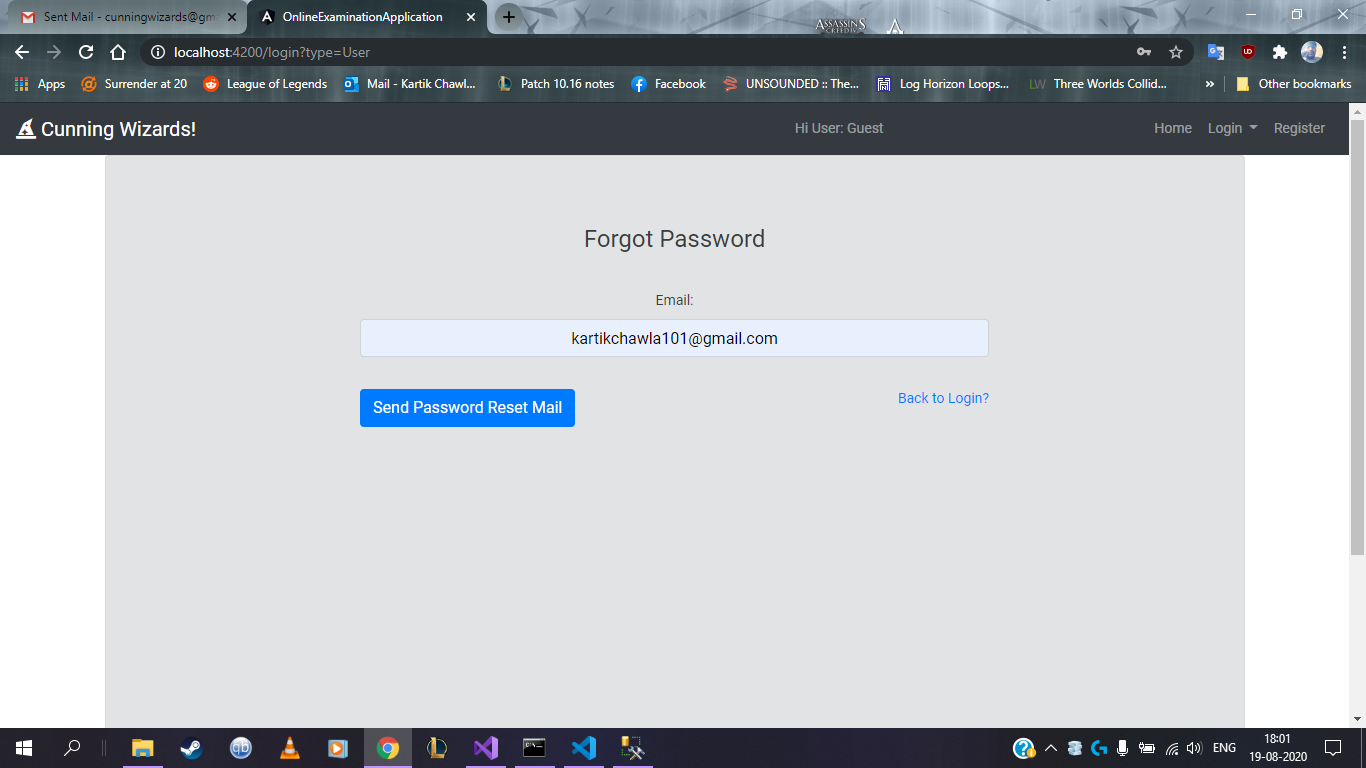 Sent Mail - cunningwizards@gm
OnlineExaminationApplication
ASSASSIN'S
CREED IV
localhost:4200/login?type=User
Apps
Surrender at 20
League of Legends
Mail - Kartik Chawl...
Patch 10.16 notes
Facebook
UNSOUNDED :: The...
Log Horizon Loops...
LW Three Worlds Collid...
»
Other bookmarks
Cunning Wizards!
Hi User: Guest
Home
Login
Register
Forgot Password
Email:
kartikchawla101@gmail.com
Send Password Reset Mail
Back to Login?
ENG
18:01
19-08-2020